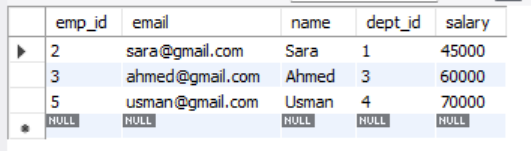 emp_id email name dept_id salary
2 sara@gmail.com Sara 1 45000
3 ahmed@gmail.com Ahmed 3 60000
5 usman@gmail.com Usman 4 70000
NULL NULL NULL NULL NULL